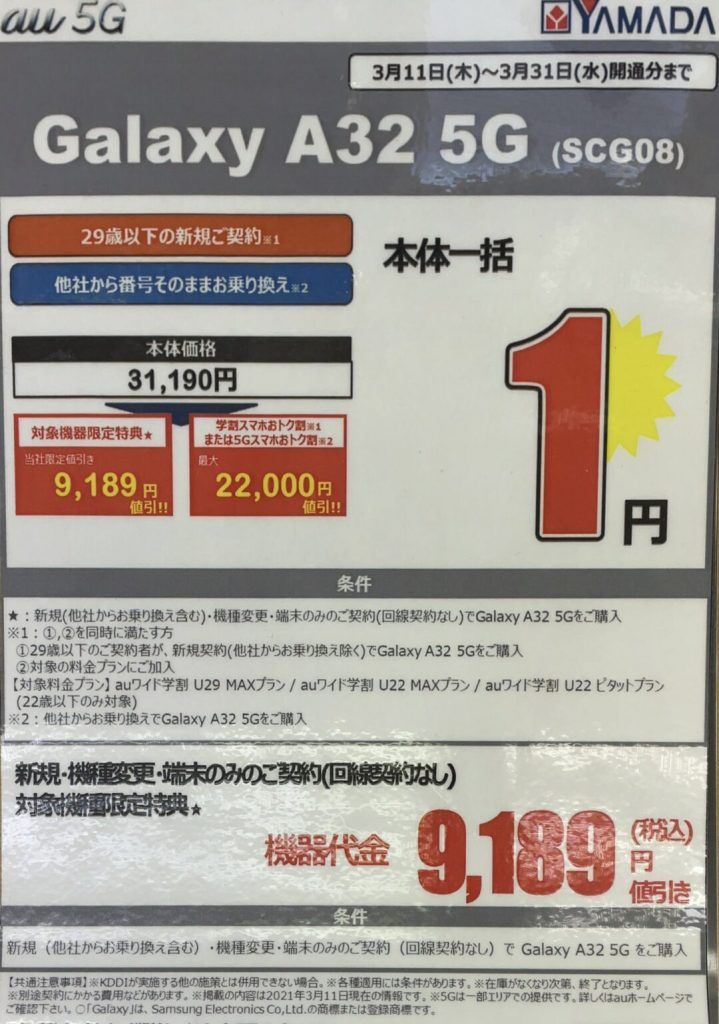 au 5G
YAMADA
3月11日(木)～3月31日(水)開通分まで
Galaxy A32 5G (SCG08)
29歳以下の新規ご契約※1
他社から番号そのままお乗り換え※2
本体一括
本体価格
31,190円
対象機器限定特典★
当社限定値引き
9,189円
値引!!
学割スマホおトク割※1
または5Gスマホおトク割※2
最大
22,000円
値引!!
1円
条件
★：新規(他社からお乗り換え含む)・機種変更・端末のみのご契約(回線契約なし)でGalaxy A32 5Gをご購入
※1：①,②を同時に満たす方
①29歳以下のご契約者が、新規契約(他社からお乗り換え除く)でGalaxy A32 5Gをご購入
②対象の料金プランにご加入
【対象料金プラン】auワイド学割 U29 MAXプラン / auワイド学割 U22 MAXプラン / auワイド学割 U22 ピタットプラン
(22歳以下のみ対象)
※2：他社からお乗り換えでGalaxy A32 5Gをご購入
新規・機種変更・端末のみのご契約(回線契約なし)
対象機種限定特典★
機器代金 9,189円(税込)
値引き
条件
新規（他社からお乗り換え含む）・機種変更・端末のみのご契約（回線契約なし）で Galaxy A32 5G をご購入
【共通注意事項】※KDDIが実施する他の施策とは併用できない場合。※各種適用には条件があります。※在庫がなくなり次第、終了となります。
※別途契約にかかる費用などがあります。※掲載の内容は2021年3月11日現在の情報です。※5Gは一部エリアでの提供です。詳しくはauホームページで
ご確認下さい。○「Galaxy」は、Samsung Electronics Co,Ltd.の商標または登録商標です。